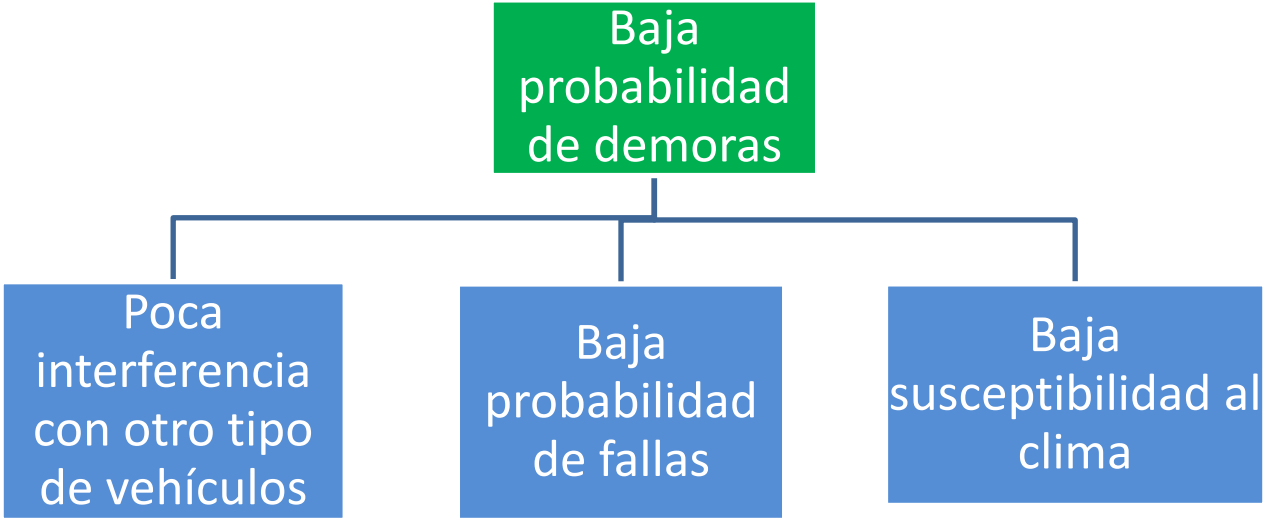 Baja
probabilidad
de demoras
Poca
interferencia
con otro tipo
de vehículos
Baja
probabilidad
de fallas
Baja
susceptibilidad al
clima